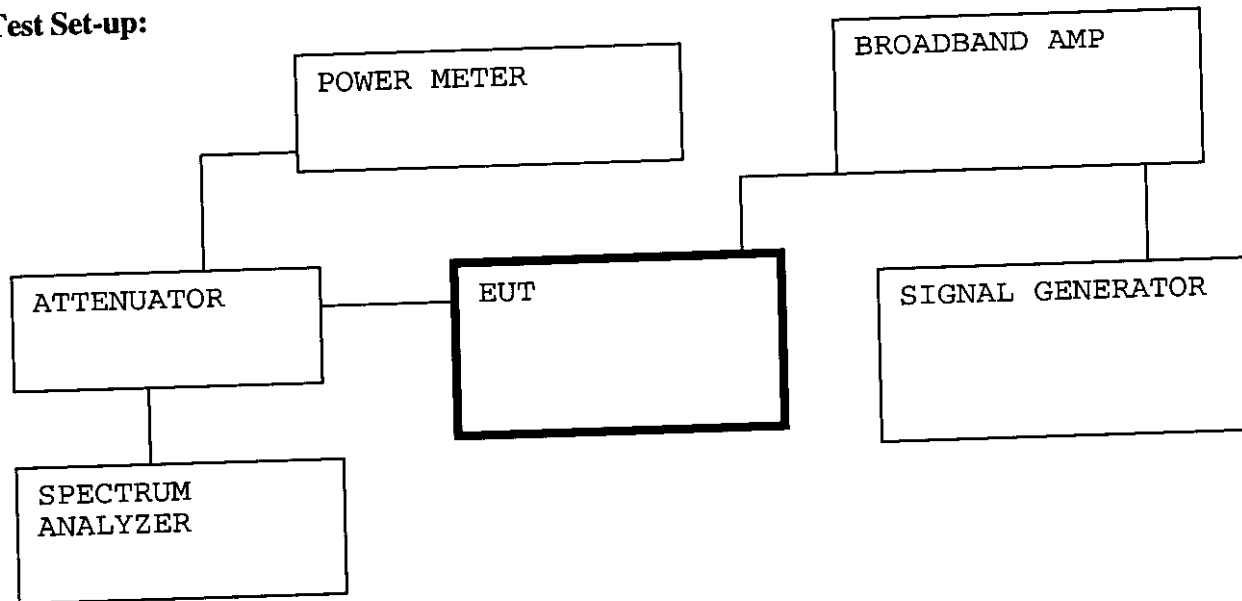 Test Set-up:
BROADBAND AMP
POWER METER
ATTENUATOR
EUT
SIGNAL GENERATOR
SPECTRUM
ANALYZER